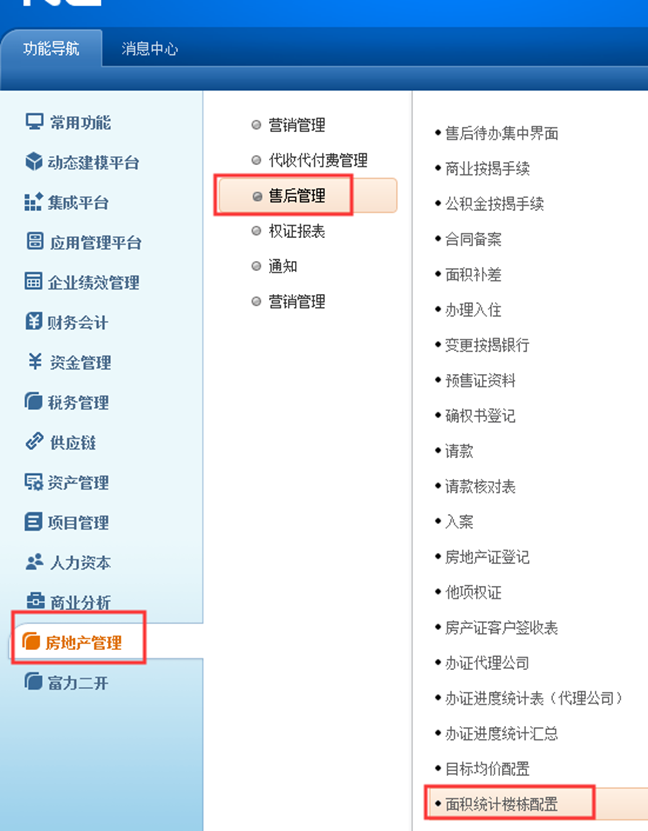 功能导航
消息中心
常用功能
动态建模平台
集成平台
应用管理平台
企业绩效管理
财务会计
资金管理
税务管理
供应链
资产管理
项目管理
人力资本
商业分析
房地产管理
富力二开
营销管理
代收代付费管理
售后管理
权证报表
通知
营销管理
售后待办集中界面
商业按揭手续
公积金按揭手续
合同备案
面积补差
办理入住
变更按揭银行
预售证资料
确权书登记
请款
请款核对表
入案
房地产证登记
他项权证
房产证客户签收表
办证代理公司
办证进度统计表（代理公司）
办证进度统计汇总
目标均价配置
面积统计楼栋配置